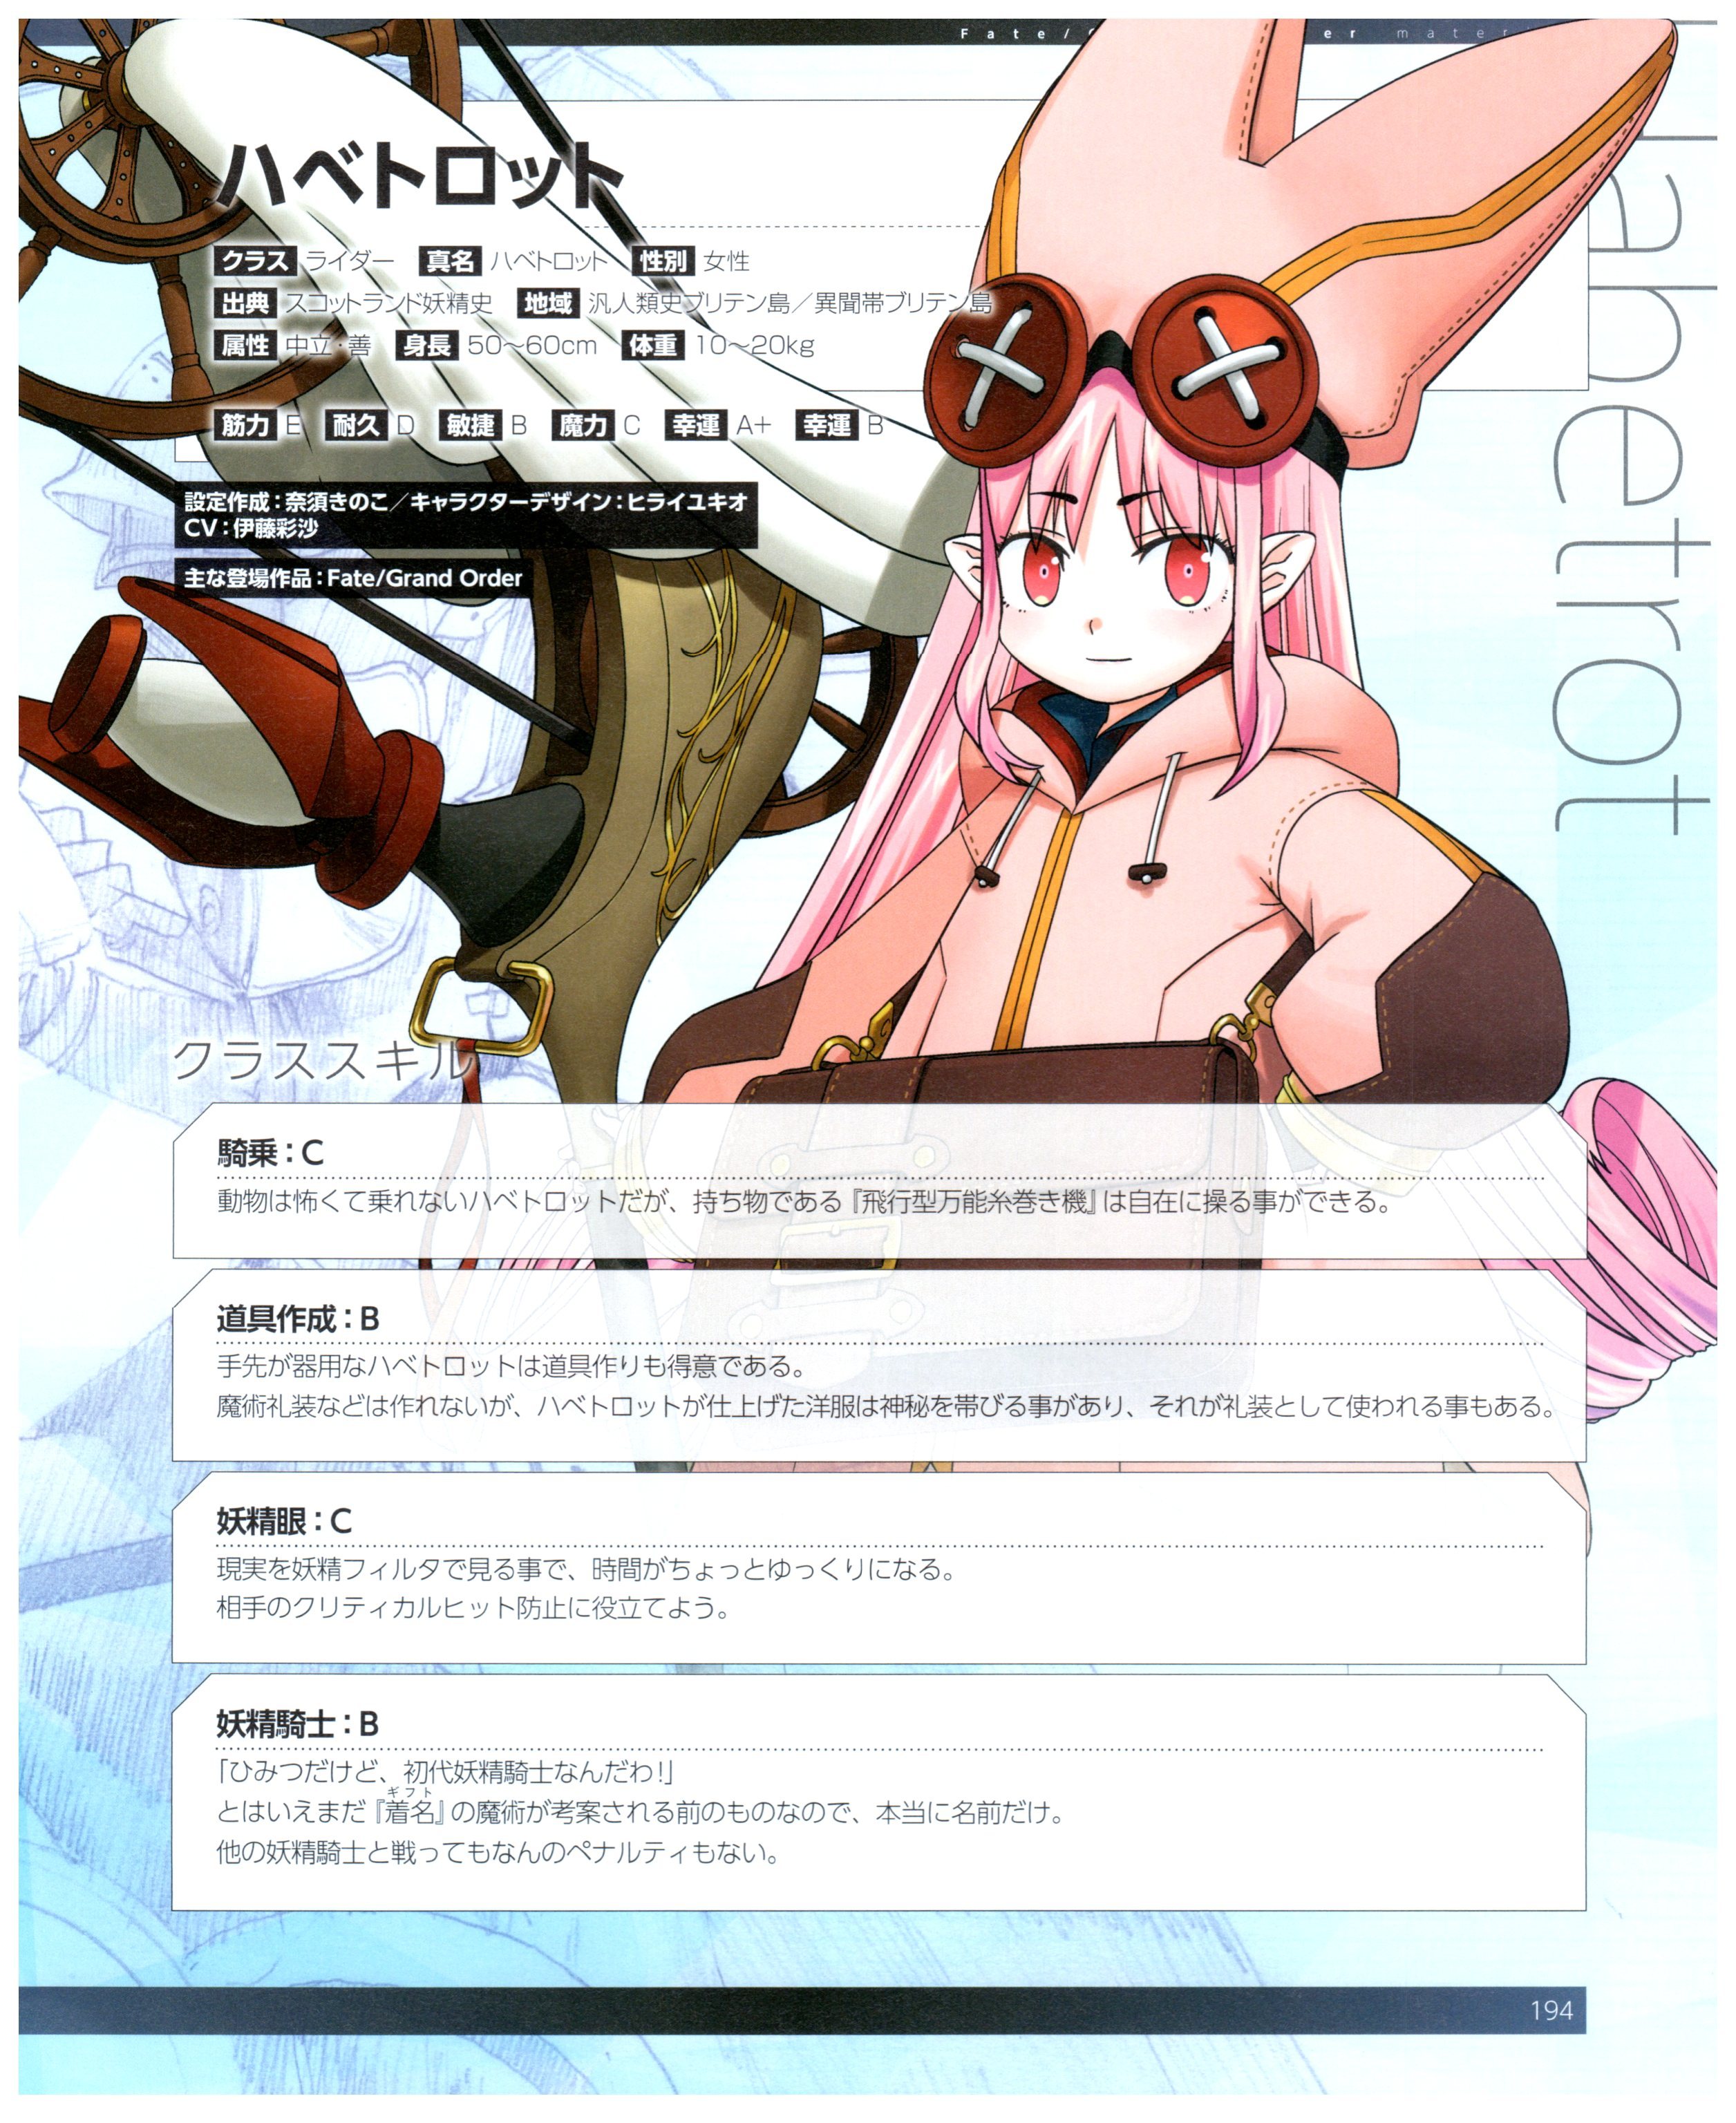 Fate/ er mater
Habetrot
ハベトロット
クラス ライダー 真名 ハベトロット 性別 女性
出典 スコットランド妖精史 地域 汎人類史ブリテン島／異聞帯ブリテン島
属性 中立・善 身長 50～60cm 体重 10～20kg
筋力 E 耐久 D 敏捷 B 魔力 C 幸運 A+ 幸運 B
設定作成：奈須きのこ／キャラクターデザイン：ヒライユキオ
CV：伊藤彩沙
主な登場作品：Fate/Grand Order
クラススキル
騎乗：C
動物は怖くて乗れないハベトロットだが、持ち物である『飛行型万能糸巻き機』は自在に操る事ができる。
道具作成：B
手先が器用なハベトロットは道具作りも得意である。
魔術礼装などは作れないが、ハベトロットが仕上げた洋服は神秘を帯びる事があり、それが礼装として使われる事もある。
妖精眼：C
現実を妖精フィルタで見る事で、時間がちょっとゆっくりになる。
相手のクリティカルヒット防止に役立てよう。
妖精騎士：B
「ひみつだけど、初代妖精騎士なんだわ！」
ギフト
とはいえまだ『着名』の魔術が考案される前のものなので、本当に名前だけ。
他の妖精騎士と戦ってもなんのペナルティもない。
194